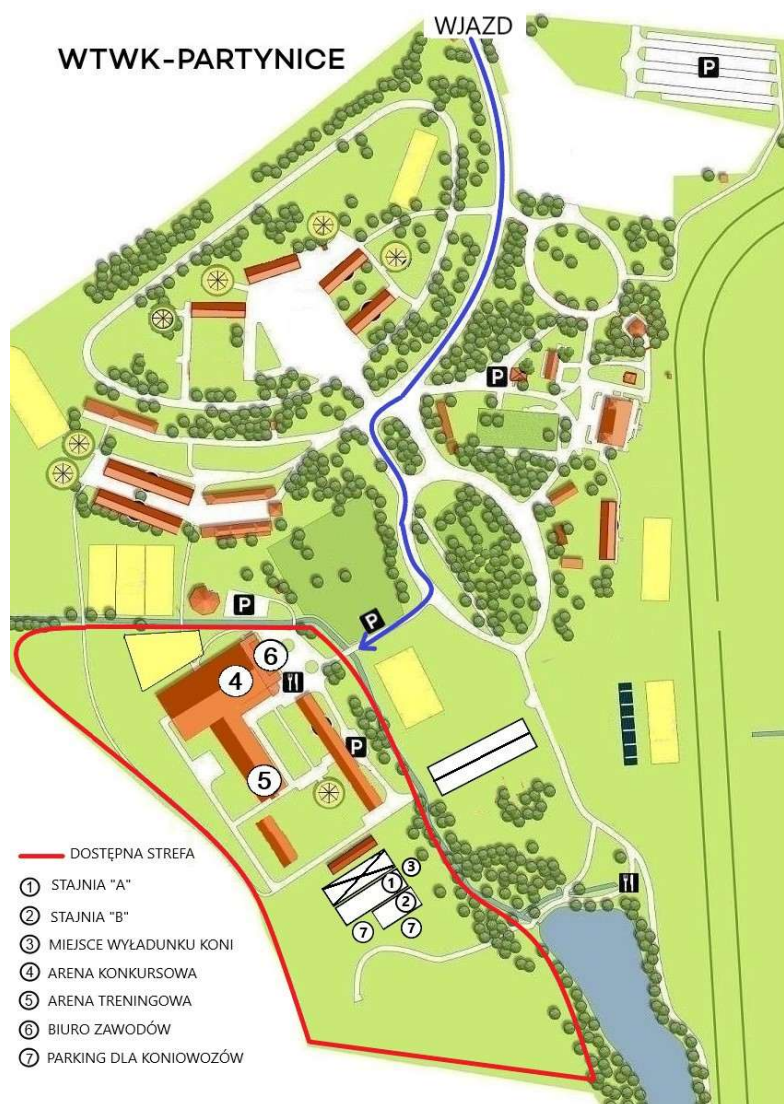 WJAZD
WTWK-PARTYNICE
P
P
P
P
6
4
P
5
3
1
2
7
7
DOSTĘPNA STREFA
1 STAJNIA "A"
2 STAJNIA "B"
3 MIEJSCE WYŁADUNKU KONI
4 ARENA KONKURSOWA
5 ARENA TRENINGOWA
6 BIURO ZAWODÓW
7 PARKING DLA KONIOWOZÓW